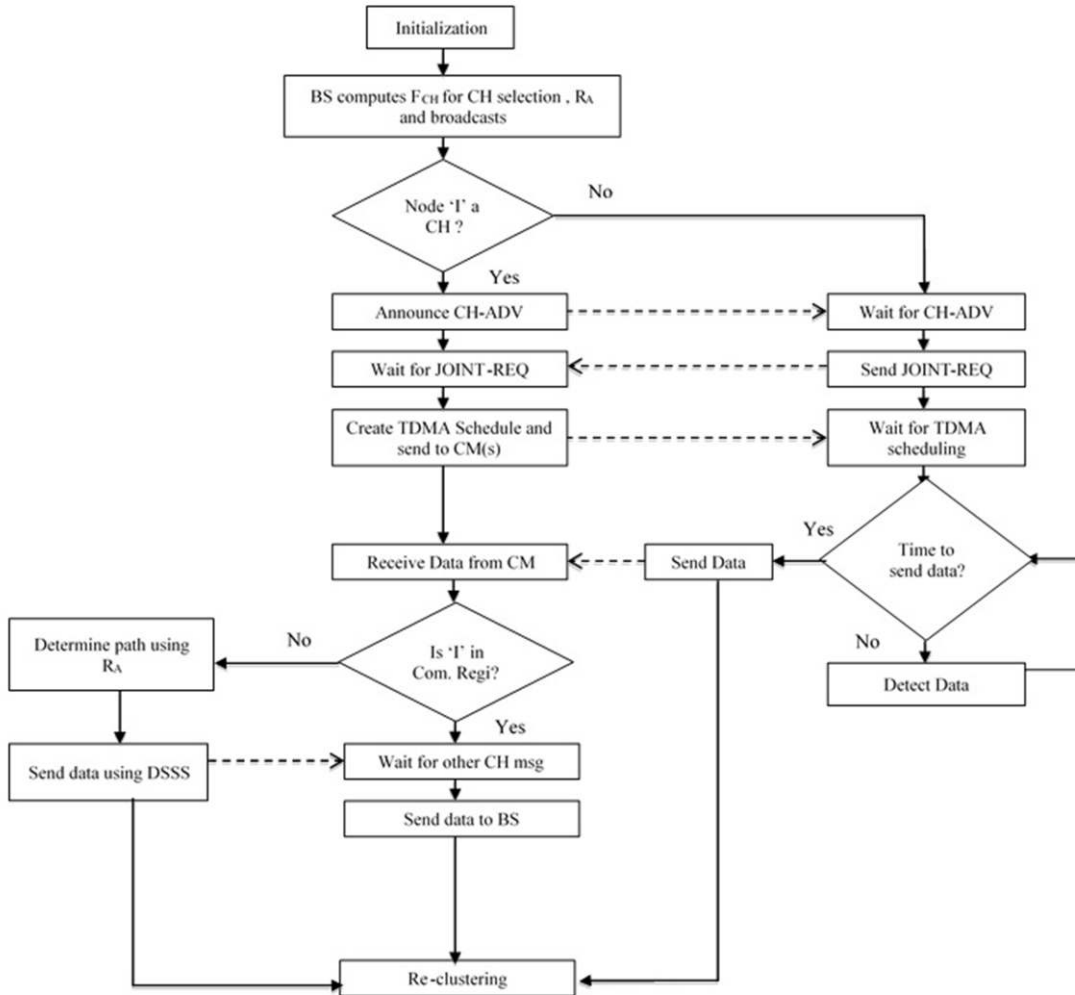 Initialization
BS computes FCH for CH selection , RA
and broadcasts
No
Node ‘I’ a
CH ?
Yes
Announce CH-ADV
Wait for CH-ADV
Wait for JOINT-REQ
Send JOINT-REQ
Create TDMA Schedule and
send to CM(s)
Wait for TDMA
scheduling
Yes
Time to
send data?
Receive Data from CM
Send Data
No
Determine path using
RA
No
Is ‘I’ in
Com. Regi?
Detect Data
Yes
Send data using DSSS
Wait for other CH msg
Send data to BS
Re-clustering